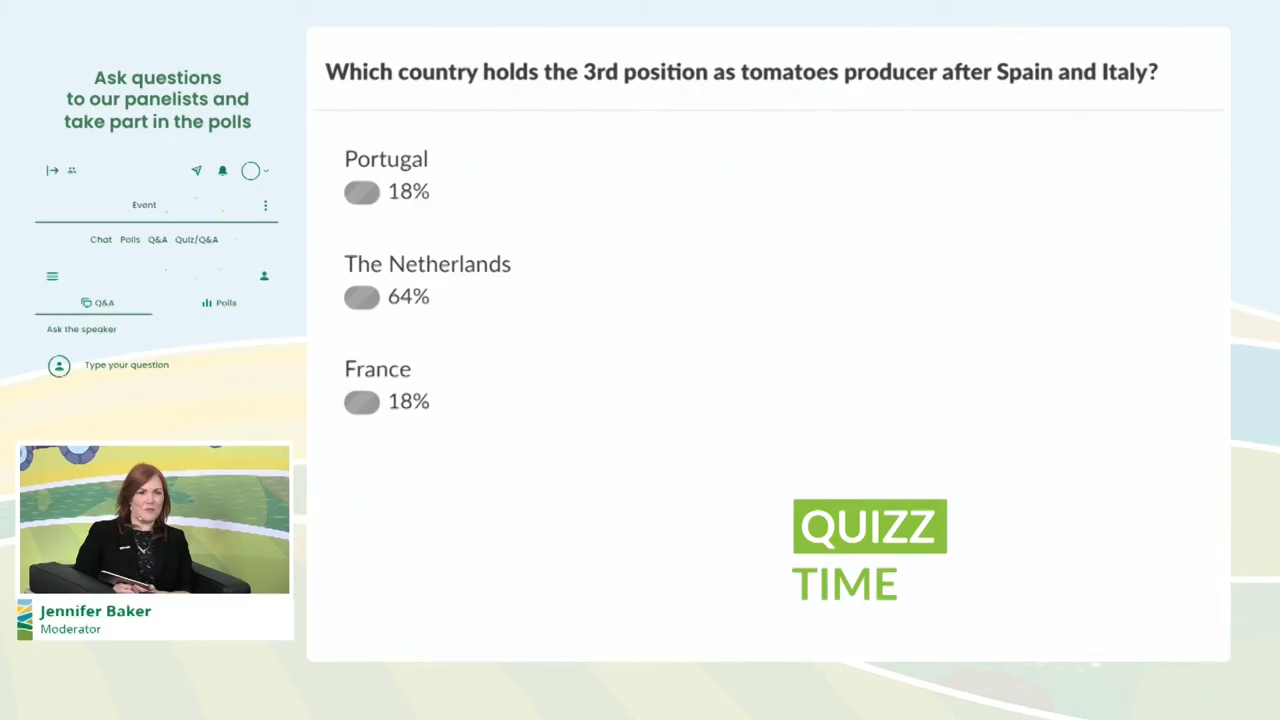 Ask questions
to our panelists and
take part in the polls
Event
Chat Polls Q&A Quiz/Q&A
Q&A Polls
Ask the speaker
Type your question
Jennifer Baker
Moderator
Which country holds the 3rd position as tomatoes producer after Spain and Italy?
Portugal
18%
The Netherlands
64%
France
18%
QUIZZ
TIME